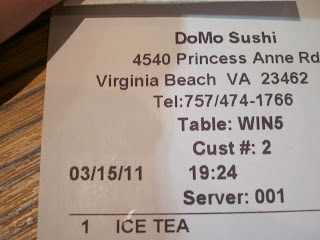 DoMo Sushi
4540 Princess Anne Rd
Virginia Beach VA 23462
Tel:757/474-1766
Table: WIN5
Cust #: 2
03/15/11 19:24
Server: 001
1 ICE TEA